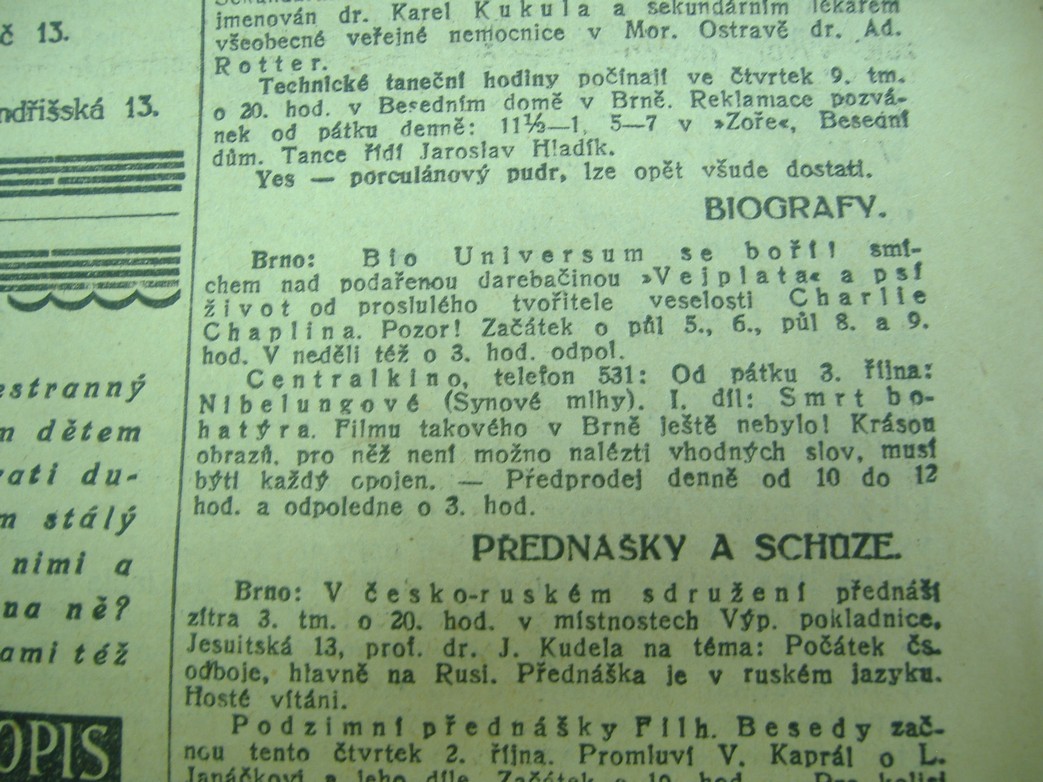 č 13.
ndřišská 13.
estranný
m dětem
vati du-
m stálý
nimi a
na ně?
ami též
OPIS
jmenován dr. Karel Kukula a sekundárním lékařem
všeobecné veřejné nemocnice v Mor. Ostravě dr. Ad.
Rotter.
Technické taneční hodiny počínají ve čtvrtek 9. tm.
o 20. hod. v Besedním domě v Brně. Reklamace pozvá-
nek od pátku denně: 11½—1, 5—7 v »Zoře«, Besední
dům. Tance řídí Jaroslav Hladík.
Yes — porculánový pudr, lze opět všude dostati.
BIOGRAFY.
Brno: Bio Universum se boří! smí-
chem nad podařenou darebačinou »Vejplata« a psí
život od proslulého tvořitele veselosti Charlie
Chaplina. Pozor! Začátek o půl 5., 6., půl 8. a 9.
hod. V neděli též o 3. hod. odpol.
Centralkino, telefon 531: Od pátku 3. října:
Nibelungové (Synové mlhy). I. díl: Smrt bo-
hatýra. Filmu takového v Brně ještě nebylo! Krásou
obrazů, pro něž není možno nalézti vhodných slov, musí
býti každý opojen. — Předprodej denně od 10 do 12
hod. a odpoledne o 3. hod.
PŘEDNÁŠKY A SCHŮZE.
Brno: V česko-ruském sdružení přednáší
zítra 3. tm. o 20. hod. v místnostech Výp. pokladnice,
Jesuitská 13, prof. dr. J. Kudela na téma: Počátek čs.
odboje, hlavně na Rusi. Přednáška je v ruském jazyku.
Hosté vítáni.
Podzimní přednášky Filh. Besedy zač-
nou tento čtvrtek 2. října. Promluví V. Kaprál o L.
Janáčkovi a jeho díle. Začátek o hod. — Pro